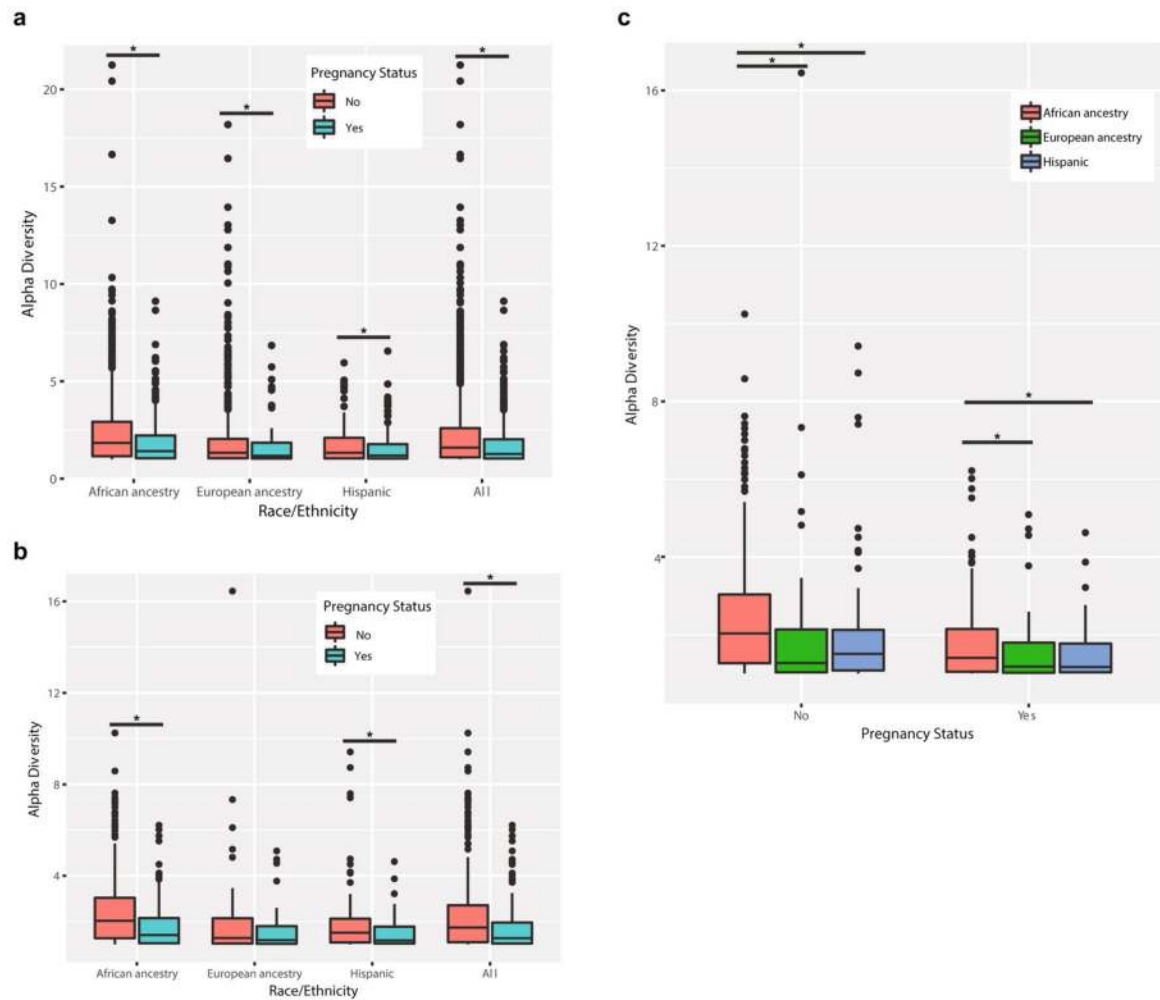 a
*
*
*
*
Pregnancy Status
No
Yes
20
15
10
5
0
Alpha Diversity
African ancestry European ancestry Hispanic All
Race/Ethnicity
b
*
*
*
Pregnancy Status
No
Yes
16
12
8
4
Alpha Diversity
African ancestry European ancestry Hispanic All
Race/Ethnicity
c
*
*
*
*
African ancestry
European ancestry
Hispanic
16
12
8
4
Alpha Diversity
No Yes
Pregnancy Status